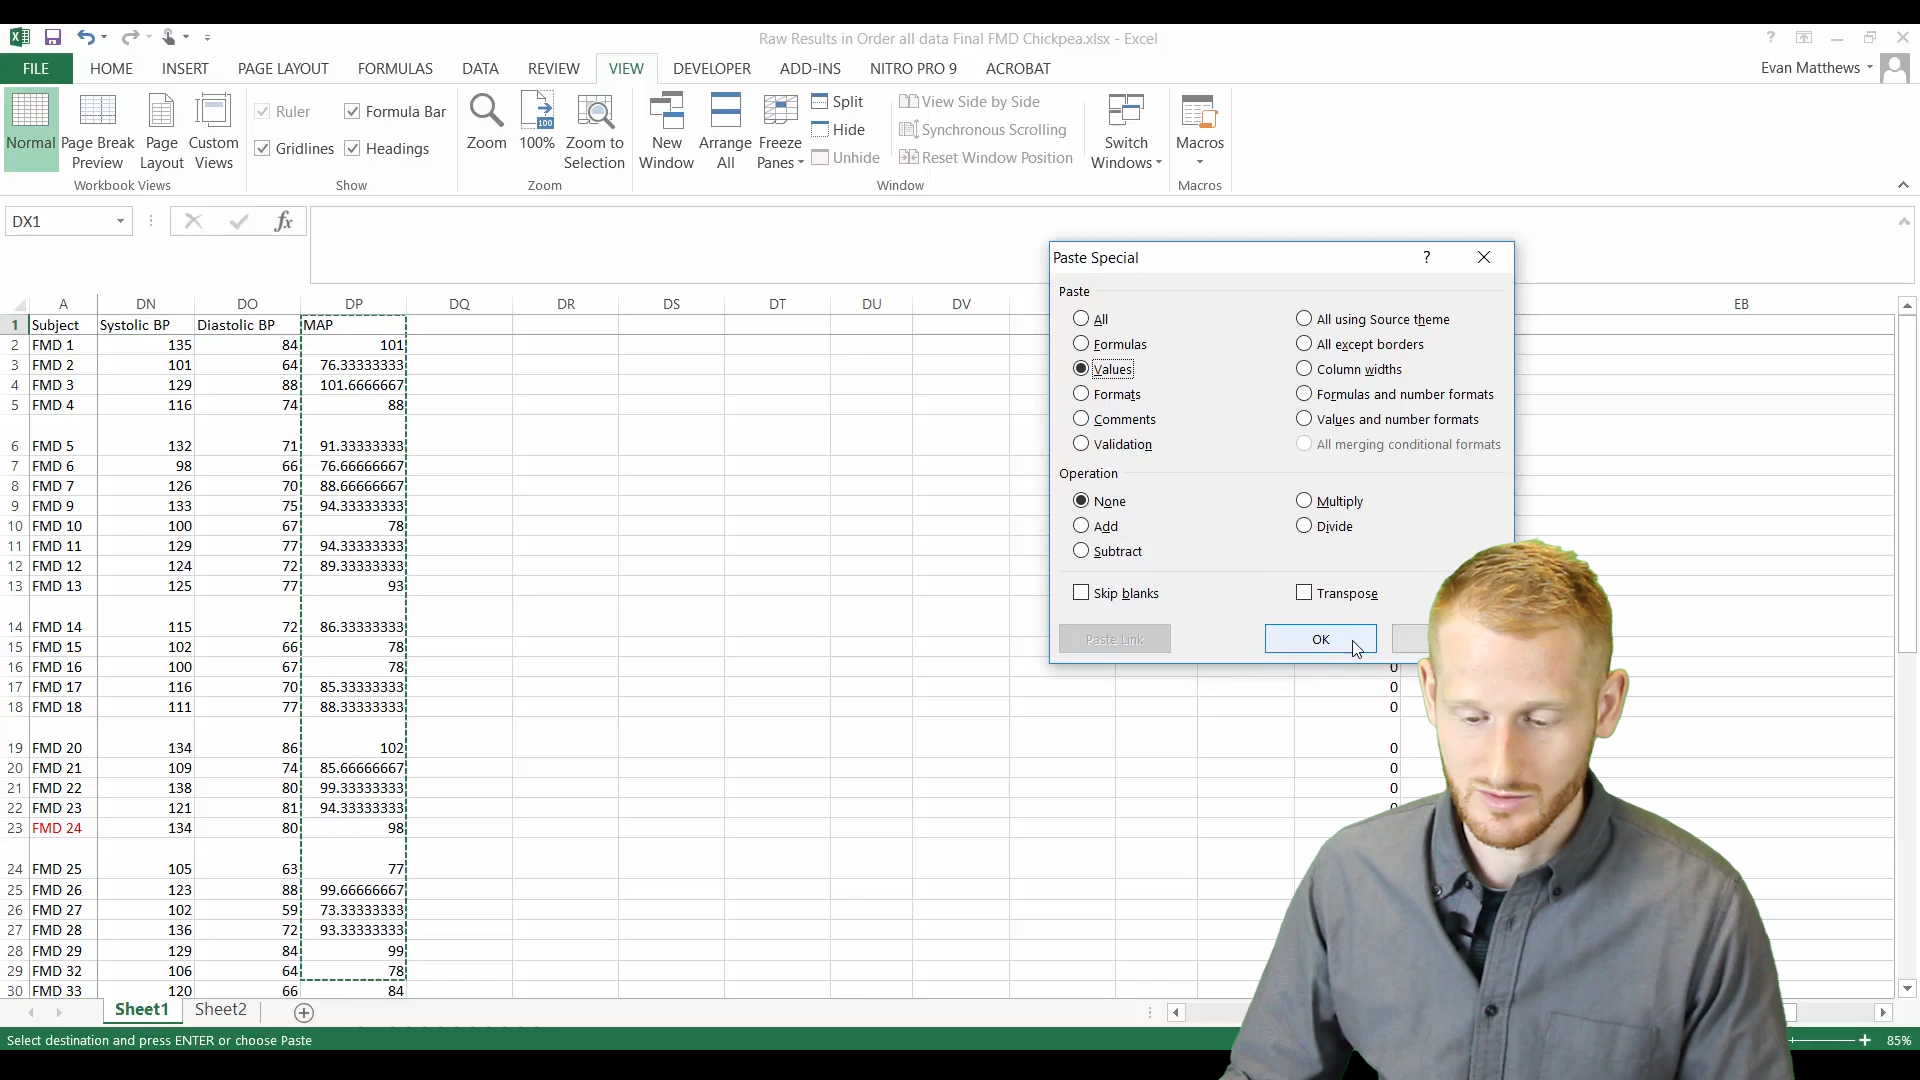 Raw Results in Order all data Final FMD Chickpea.xlsx - Excel
FILE HOME INSERT PAGE LAYOUT FORMULAS DATA REVIEW VIEW DEVELOPER ADD-INS NITRO PRO 9 ACROBAT Evan Matthews
Normal
Page Break Preview
Page Layout
Custom Views
Workbook Views
Ruler
Formula Bar
Gridlines
Headings
Show
Zoom
100%
Zoom to Selection
Zoom
New Window
Arrange All
Freeze Panes
Split
Hide
Unhide
View Side by Side
Synchronous Scrolling
Reset Window Position
Window
Switch Windows
Macros
Macros
DX1 fx
A DN DO DP DQ DR DS DT DU DV EB
1 Subject Systolic BP Diastolic BP MAP
2 FMD 1 135 84 101
3 FMD 2 101 64 76.33333333
4 FMD 3 129 88 101.6666667
5 FMD 4 116 74 88
6 FMD 5 132 71 91.33333333
7 FMD 6 98 66 76.66666667
8 FMD 7 126 70 88.66666667
9 FMD 9 133 75 94.33333333
10 FMD 10 100 67 78
11 FMD 11 129 77 94.33333333
12 FMD 12 124 72 89.33333333
13 FMD 13 125 77 93
14 FMD 14 115 72 86.33333333
15 FMD 15 102 66 78
16 FMD 16 100 67 78 0
17 FMD 17 116 70 85.33333333 0
18 FMD 18 111 77 88.33333333 0
19 FMD 20 134 86 102 0
20 FMD 21 109 74 85.66666667 0
21 FMD 22 138 80 99.33333333 0
22 FMD 23 121 81 94.33333333 0
23 FMD 24 134 80 98
24 FMD 25 105 63 77
25 FMD 26 123 88 99.66666667
26 FMD 27 102 59 73.33333333
27 FMD 28 136 72 93.33333333
28 FMD 29 129 84 99
29 FMD 32 106 64 78
30 FMD 33 120 66 84
Paste Special ?
Paste
All All using Source theme
Formulas All except borders
Values Column widths
Formats Formulas and number formats
Comments Values and number formats
Validation All merging conditional formats
Operation
None Multiply
Add Divide
Subtract
Skip blanks Transpose
Paste Link OK
Sheet1 Sheet2
Select destination and press ENTER or choose Paste 85%